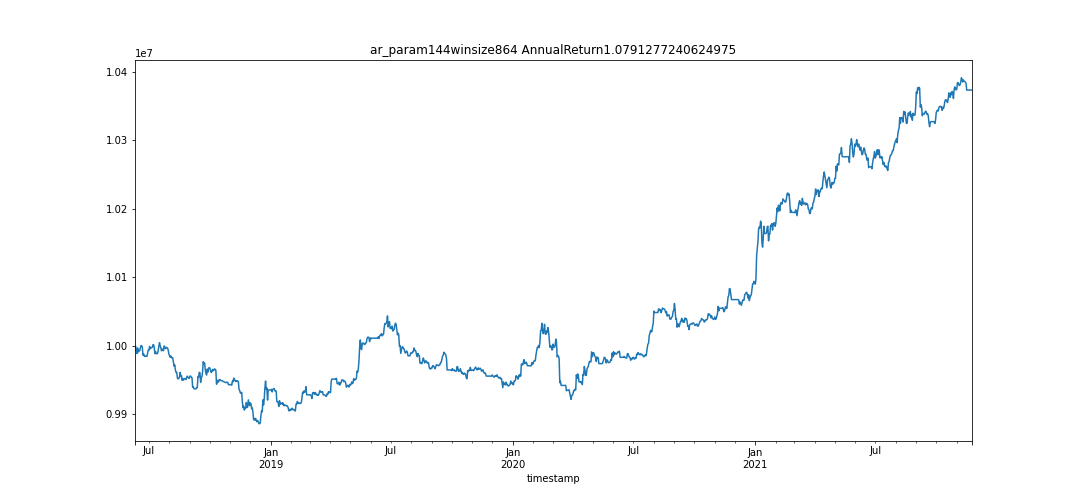 ar_param144winsize864 AnnualReturn1.0791277240624975
1e7
1.04
1.03
1.02
1.01
1.00
0.99
Jul Jan Jul Jan Jul Jan Jul
2019 2020 2021
timestamp